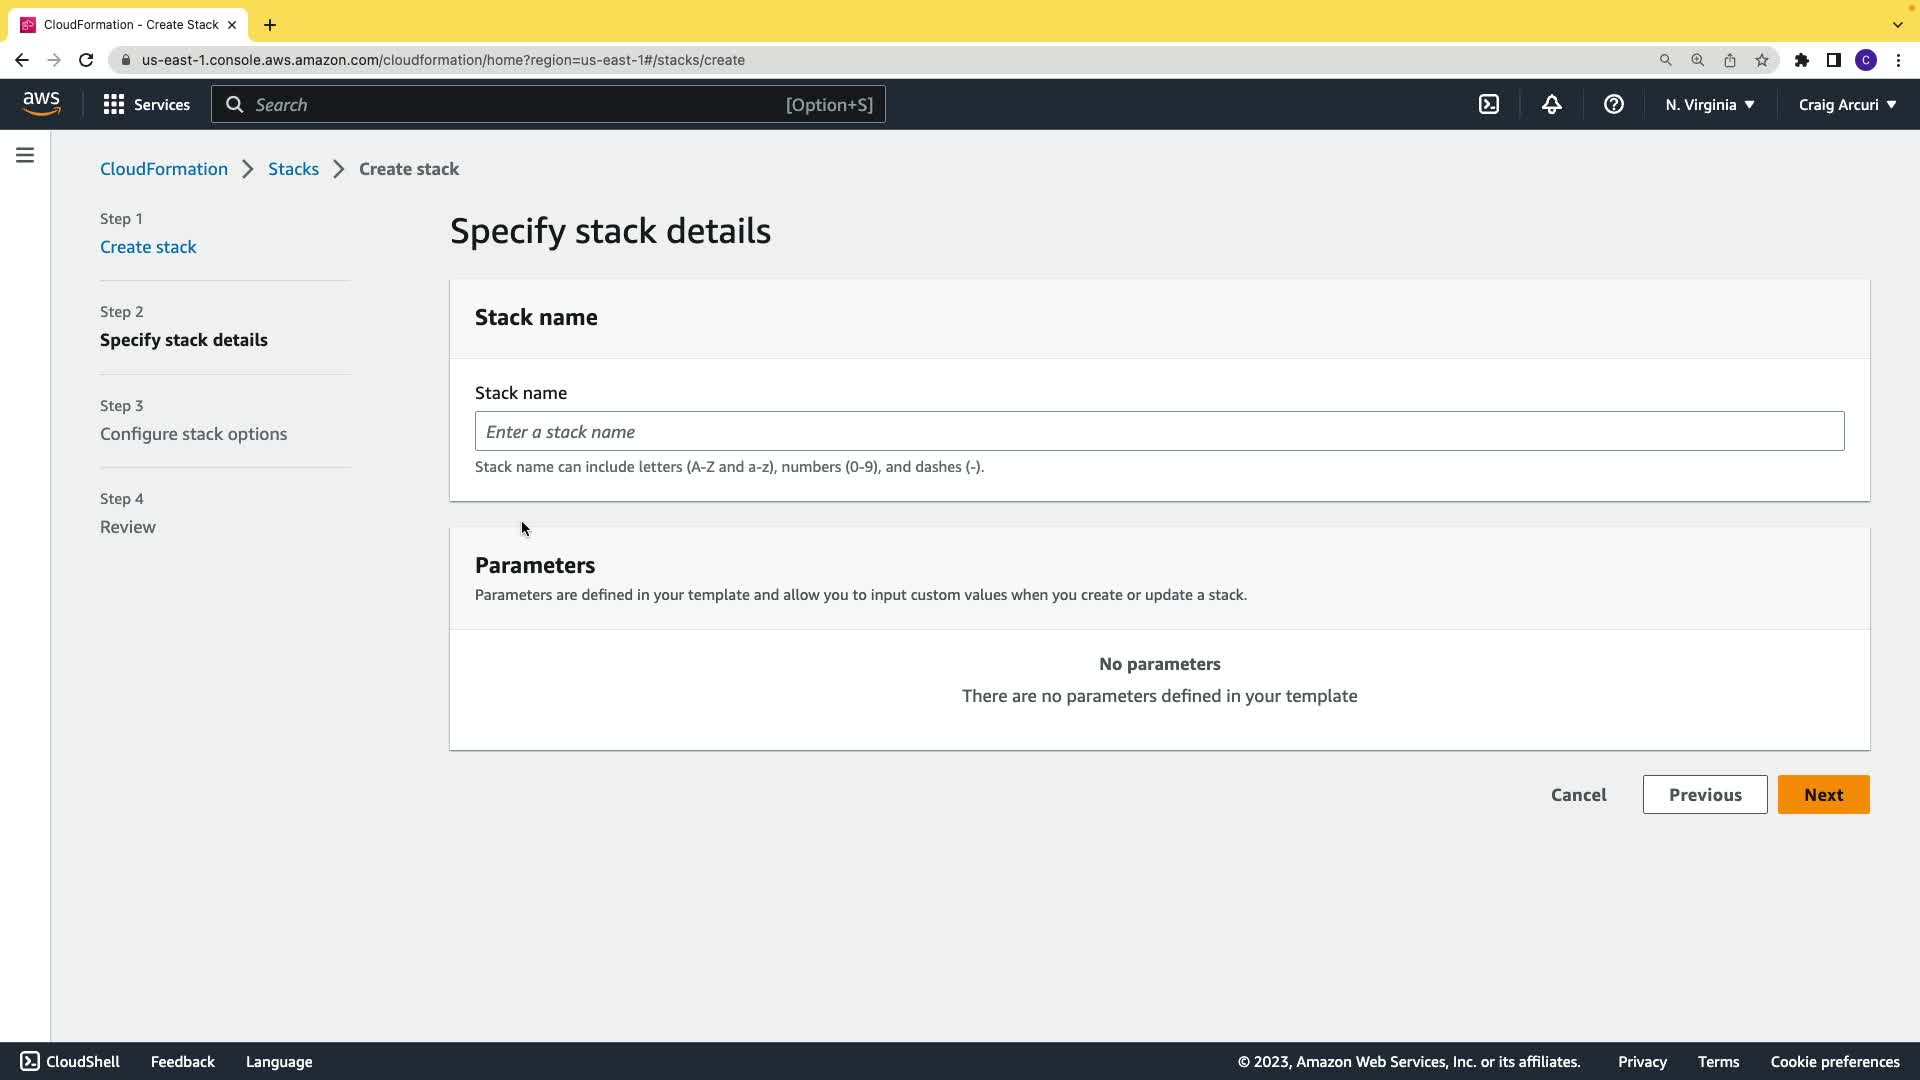 CloudFormation - Create Stack
us-east-1.console.aws.amazon.com/cloudformation/home?region=us-east-1#/stacks/create
C
aws
Services
Search
[Option+S]
N. Virginia
Craig Arcuri
CloudFormation
Stacks
Create stack
Step 1
Create stack
Step 2
Specify stack details
Step 3
Configure stack options
Step 4
Review
Specify stack details
Stack name
Stack name
Enter a stack name
Stack name can include letters (A-Z and a-z), numbers (0-9), and dashes (-).
Parameters
Parameters are defined in your template and allow you to input custom values when you create or update a stack.
No parameters
There are no parameters defined in your template
Cancel
Previous
Next
CloudShell
Feedback
Language
© 2023, Amazon Web Services, Inc. or its affiliates.
Privacy
Terms
Cookie preferences